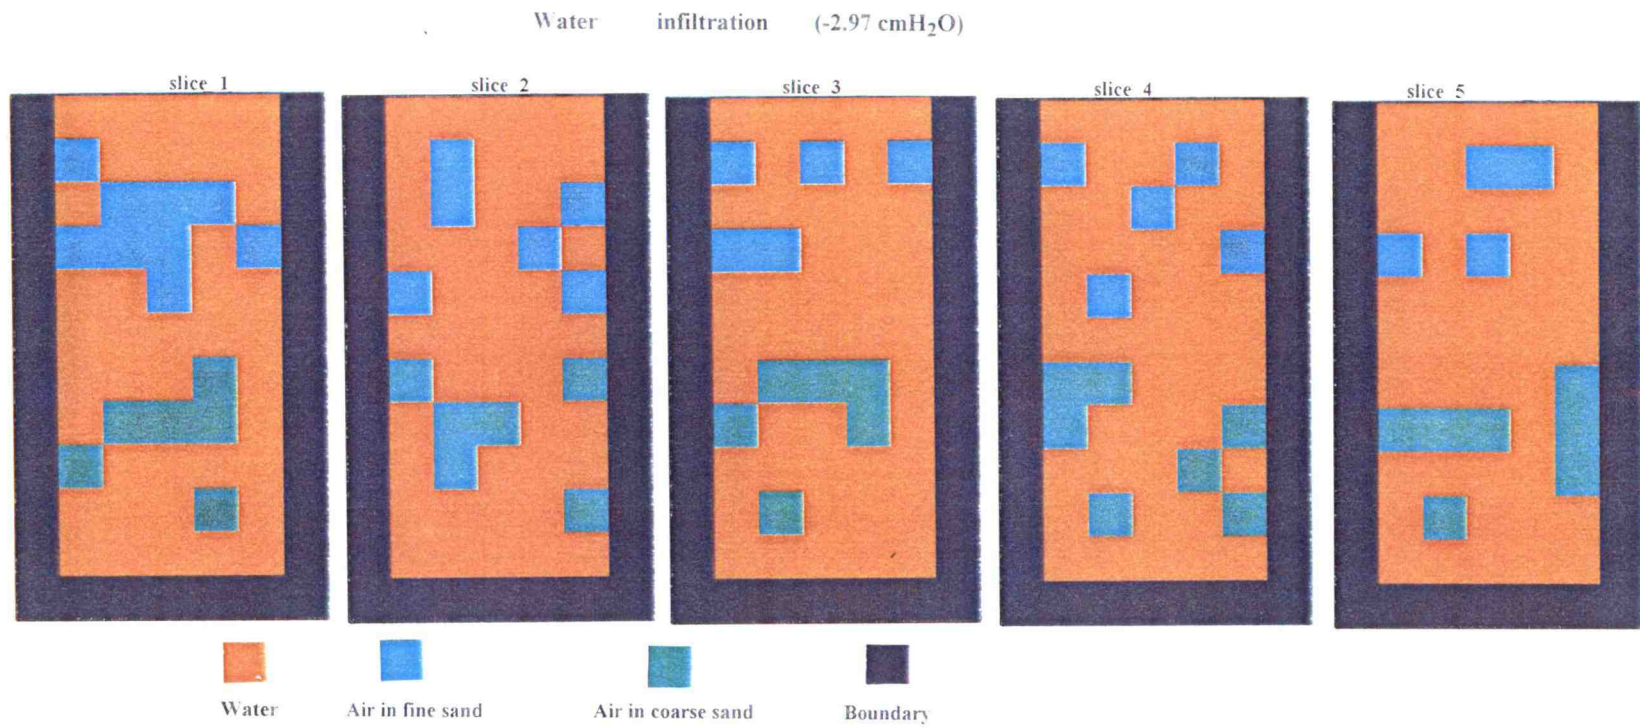 Water infiltration (-2.97 cmH₂O)
slice 1
slice 2
slice 3
slice 4
slice 5
Water
Air in fine sand
Air in coarse sand
Boundary